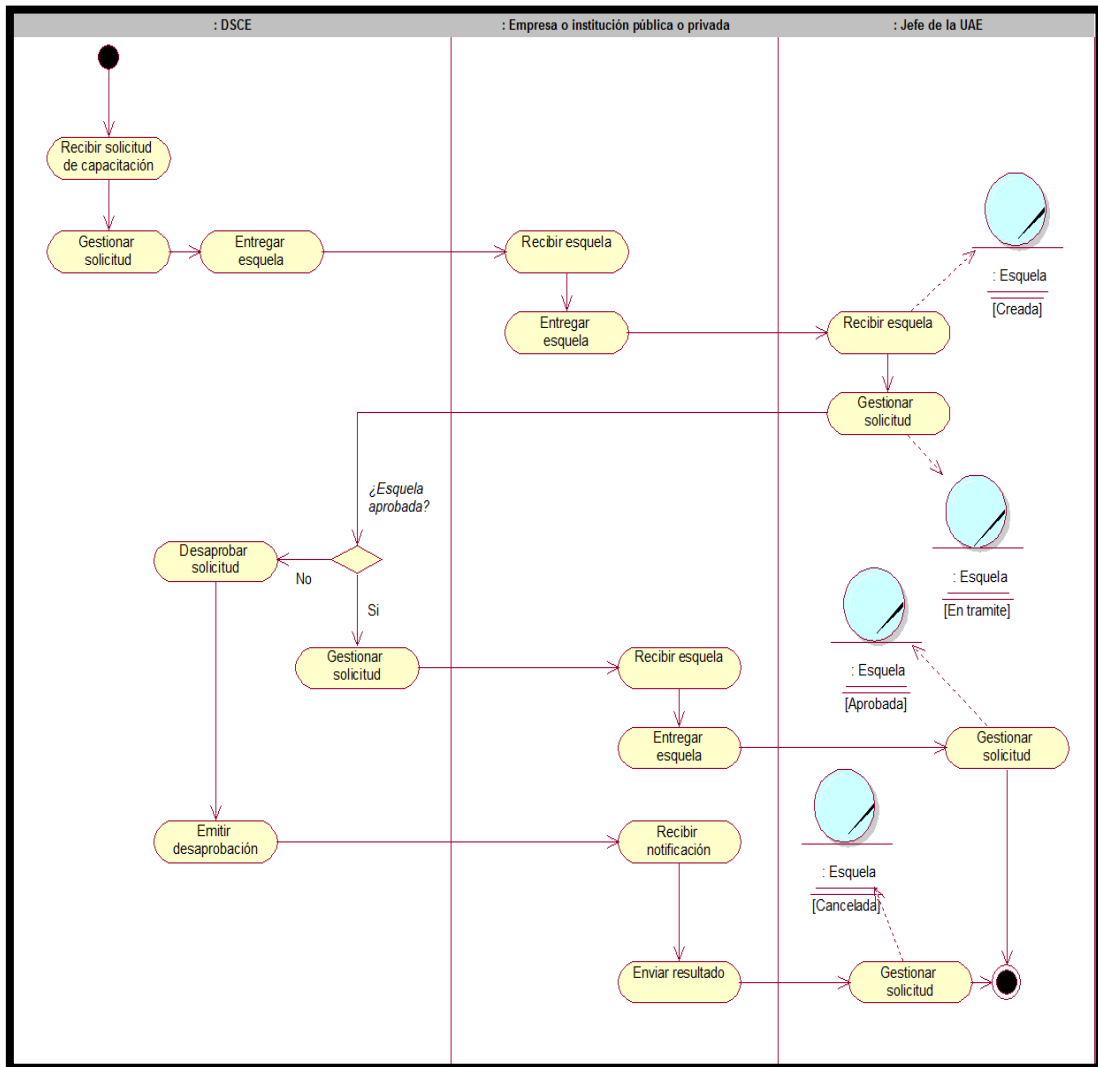 : DSCE
: Empresa o institución pública o privada
: Jefe de la UAE
Recibir solicitud
de capacitación
Gestionar
solicitud
Entregar
esquela
Recibir esquela
: Esquela
[Creada]
Entregar
esquela
Recibir esquela
Gestionar
solicitud
¿Esquela
aprobada?
Desaprobar
solicitud
No
Si
: Esquela
[En tramite]
Gestionar
solicitud
Recibir esquela
: Esquela
[Aprobada]
Entregar
esquela
Gestionar
solicitud
Emitir
desaprobación
Recibir
notificación
: Esquela
[Cancelada]
Enviar resultado
Gestionar
solicitud